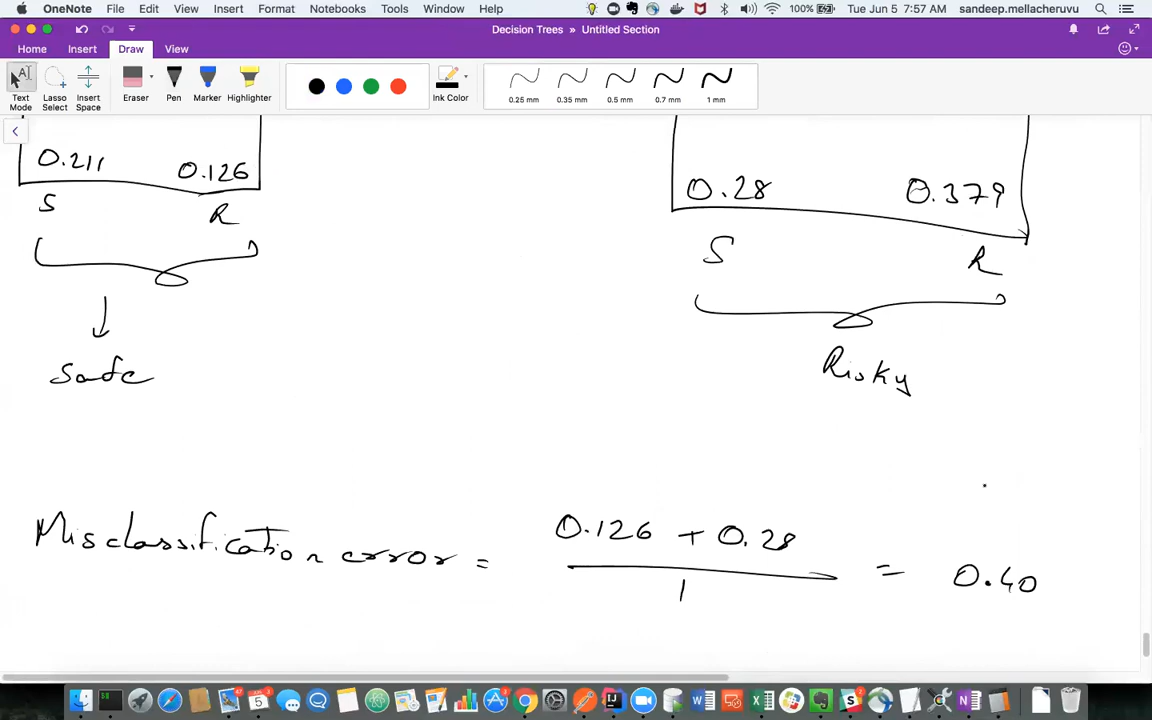 OneNote File Edit View Insert Format Notebooks Tools Window Help 100% Tue Jun 5 7:57 AM sandeep.mellacheruvu
Decision Trees » Untitled Section
Home Insert Draw View
Text Mode Lasso Select Insert Space Eraser Pen Marker Highlighter Ink Color 0.25 mm 0.35 mm 0.5 mm 0.7 mm 1 mm
0.211 0.126 0.28 0.379
S R S R
Safe Risky
Misclassification error = 0.126 + 0.28
1
= 0.40